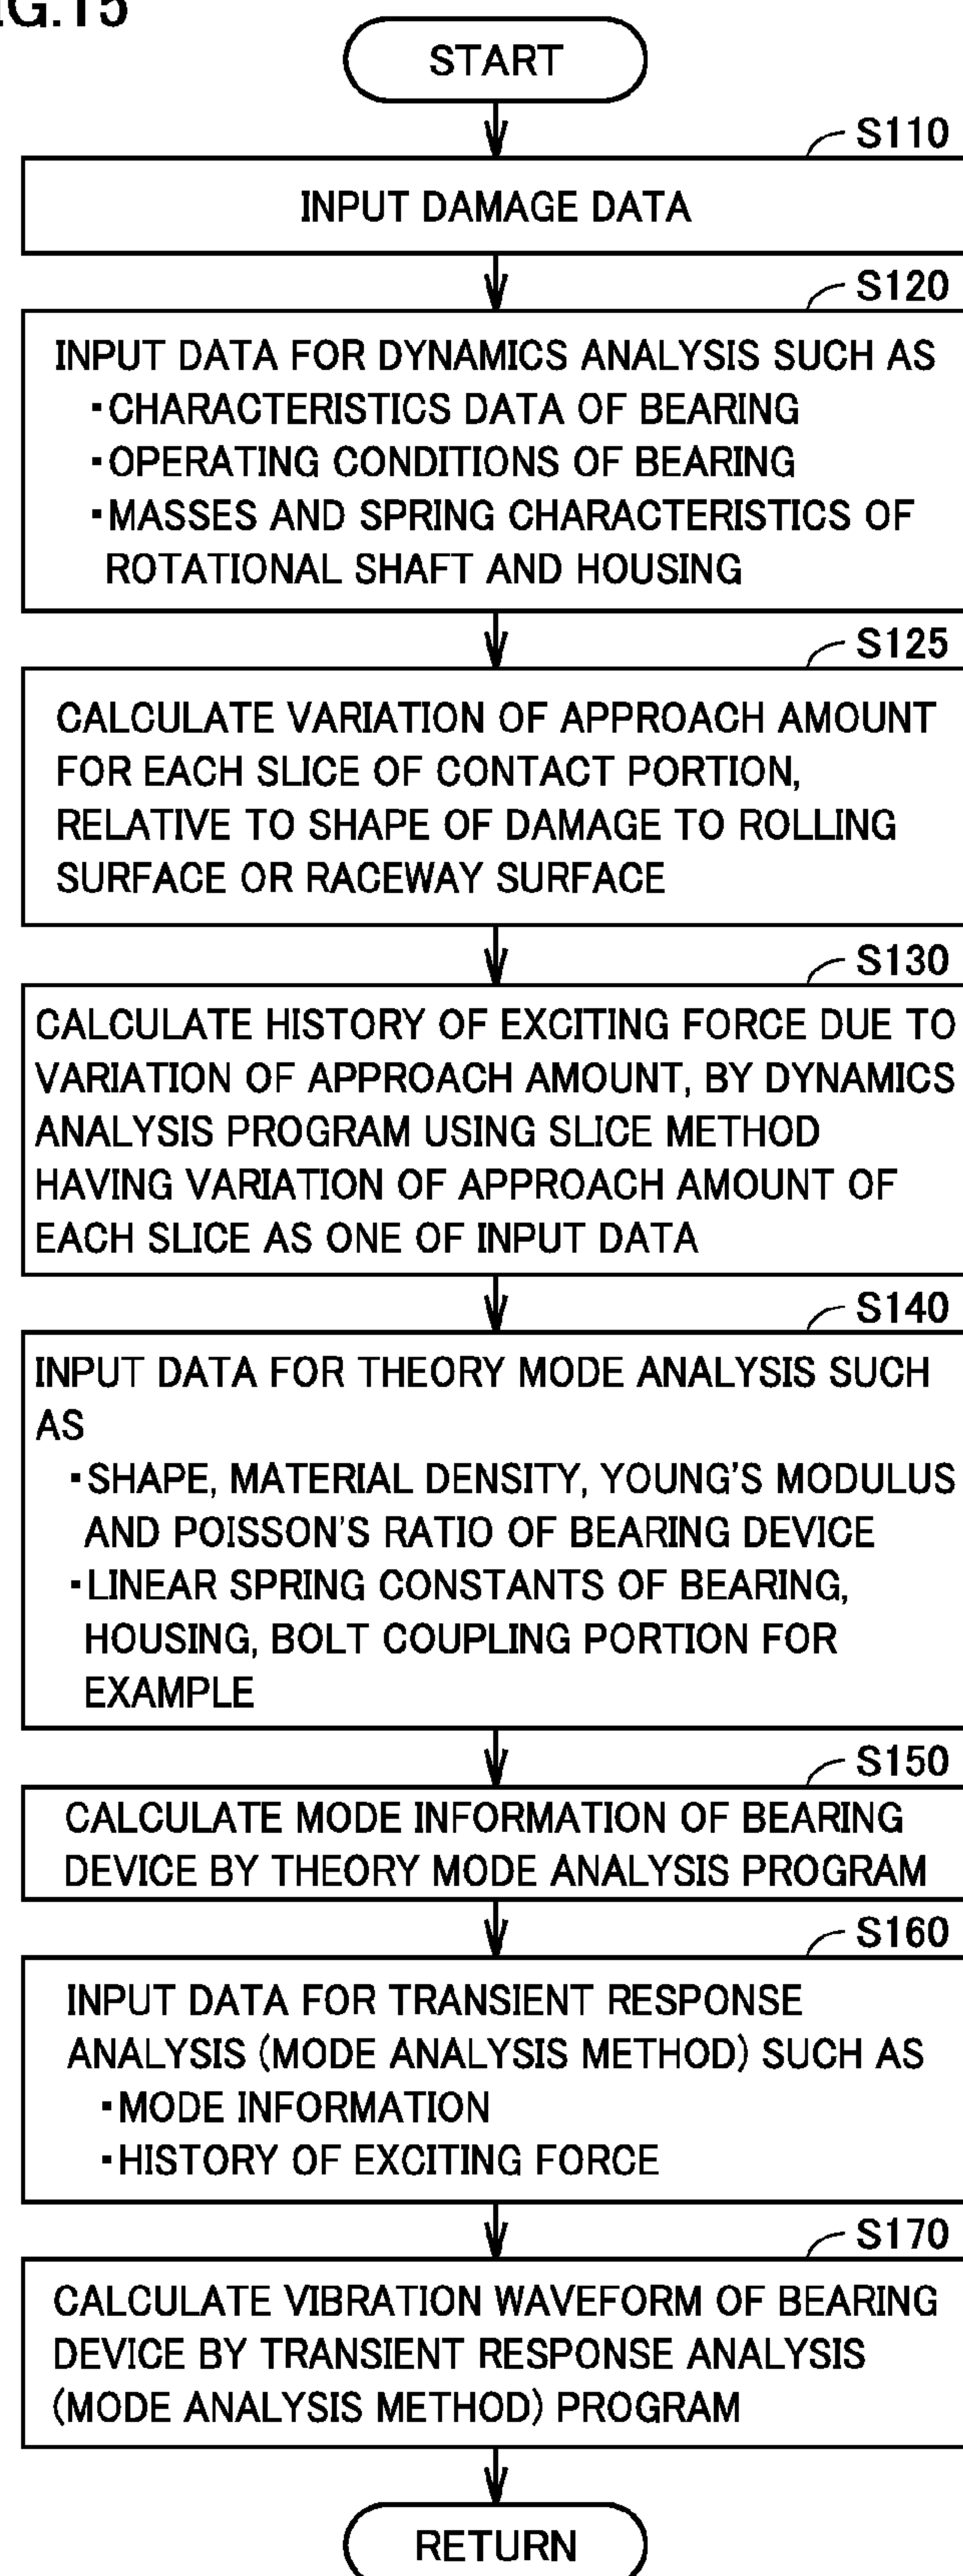 IG.15
START
S110
INPUT DAMAGE DATA
S120
INPUT DATA FOR DYNAMICS ANALYSIS SUCH AS
▪CHARACTERISTICS DATA OF BEARING
▪OPERATING CONDITIONS OF BEARING
▪MASSES AND SPRING CHARACTERISTICS OF
ROTATIONAL SHAFT AND HOUSING
S125
CALCULATE VARIATION OF APPROACH AMOUNT
FOR EACH SLICE OF CONTACT PORTION,
RELATIVE TO SHAPE OF DAMAGE TO ROLLING
SURFACE OR RACEWAY SURFACE
S130
CALCULATE HISTORY OF EXCITING FORCE DUE TO
VARIATION OF APPROACH AMOUNT, BY DYNAMICS
ANALYSIS PROGRAM USING SLICE METHOD
HAVING VARIATION OF APPROACH AMOUNT OF
EACH SLICE AS ONE OF INPUT DATA
S140
INPUT DATA FOR THEORY MODE ANALYSIS SUCH
AS
▪SHAPE, MATERIAL DENSITY, YOUNG'S MODULUS
AND POISSON'S RATIO OF BEARING DEVICE
▪LINEAR SPRING CONSTANTS OF BEARING,
HOUSING, BOLT COUPLING PORTION FOR
EXAMPLE
S150
CALCULATE MODE INFORMATION OF BEARING
DEVICE BY THEORY MODE ANALYSIS PROGRAM
S160
INPUT DATA FOR TRANSIENT RESPONSE
ANALYSIS (MODE ANALYSIS METHOD) SUCH AS
▪MODE INFORMATION
▪HISTORY OF EXCITING FORCE
S170
CALCULATE VIBRATION WAVEFORM OF BEARING
DEVICE BY TRANSIENT RESPONSE ANALYSIS
(MODE ANALYSIS METHOD) PROGRAM
RETURN